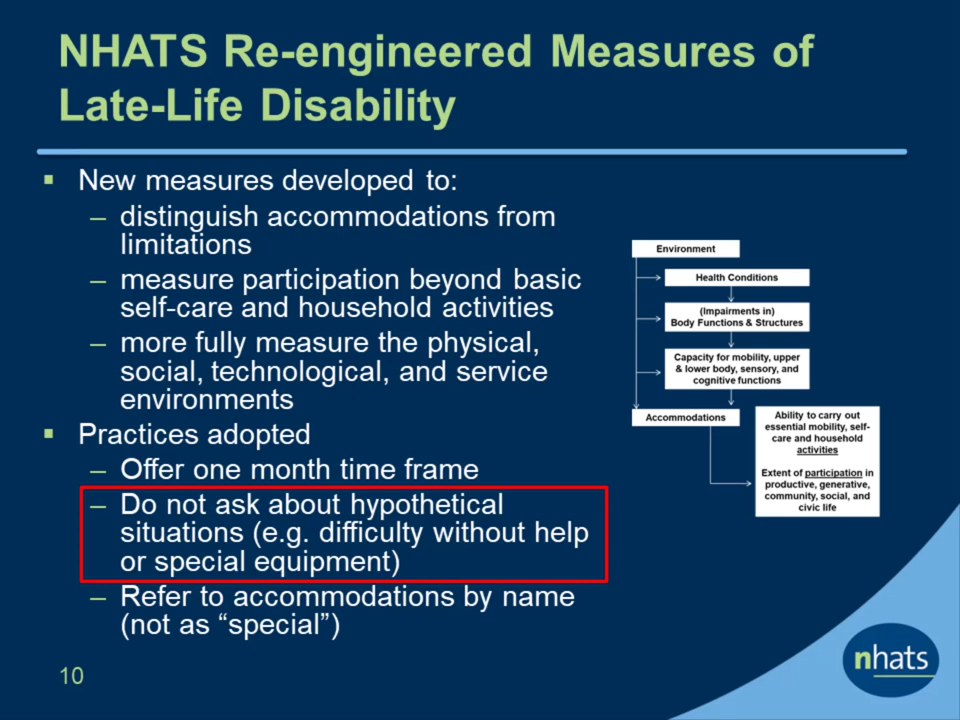 NHATS Re-engineered Measures of
Late-Life Disability
▪ New measures developed to:
– distinguish accommodations from
limitations
– measure participation beyond basic
self-care and household activities
– more fully measure the physical,
social, technological, and service
environments
▪ Practices adopted
– Offer one month time frame
– Do not ask about hypothetical
situations (e.g. difficulty without help
or special equipment)
– Refer to accommodations by name
(not as “special”)
Environment
Health Conditions
(Impairments in)
Body Functions & Structures
Capacity for mobility, upper
& lower body, sensory, and
cognitive functions
Accommodations
Ability to carry out
essential mobility, self-
care and household
activities
Extent of participation in
productive, generative,
community, social, and
civic life
10
nhats